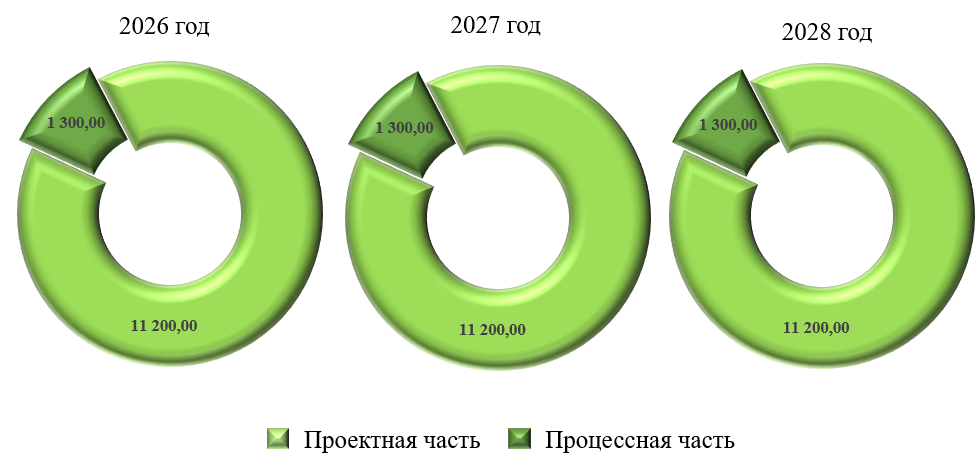 2026 год
2027 год
2028 год
1 300,00
1 300,00
1 300,00
11 200,00
11 200,00
11 200,00
Проектная часть
Процессная часть